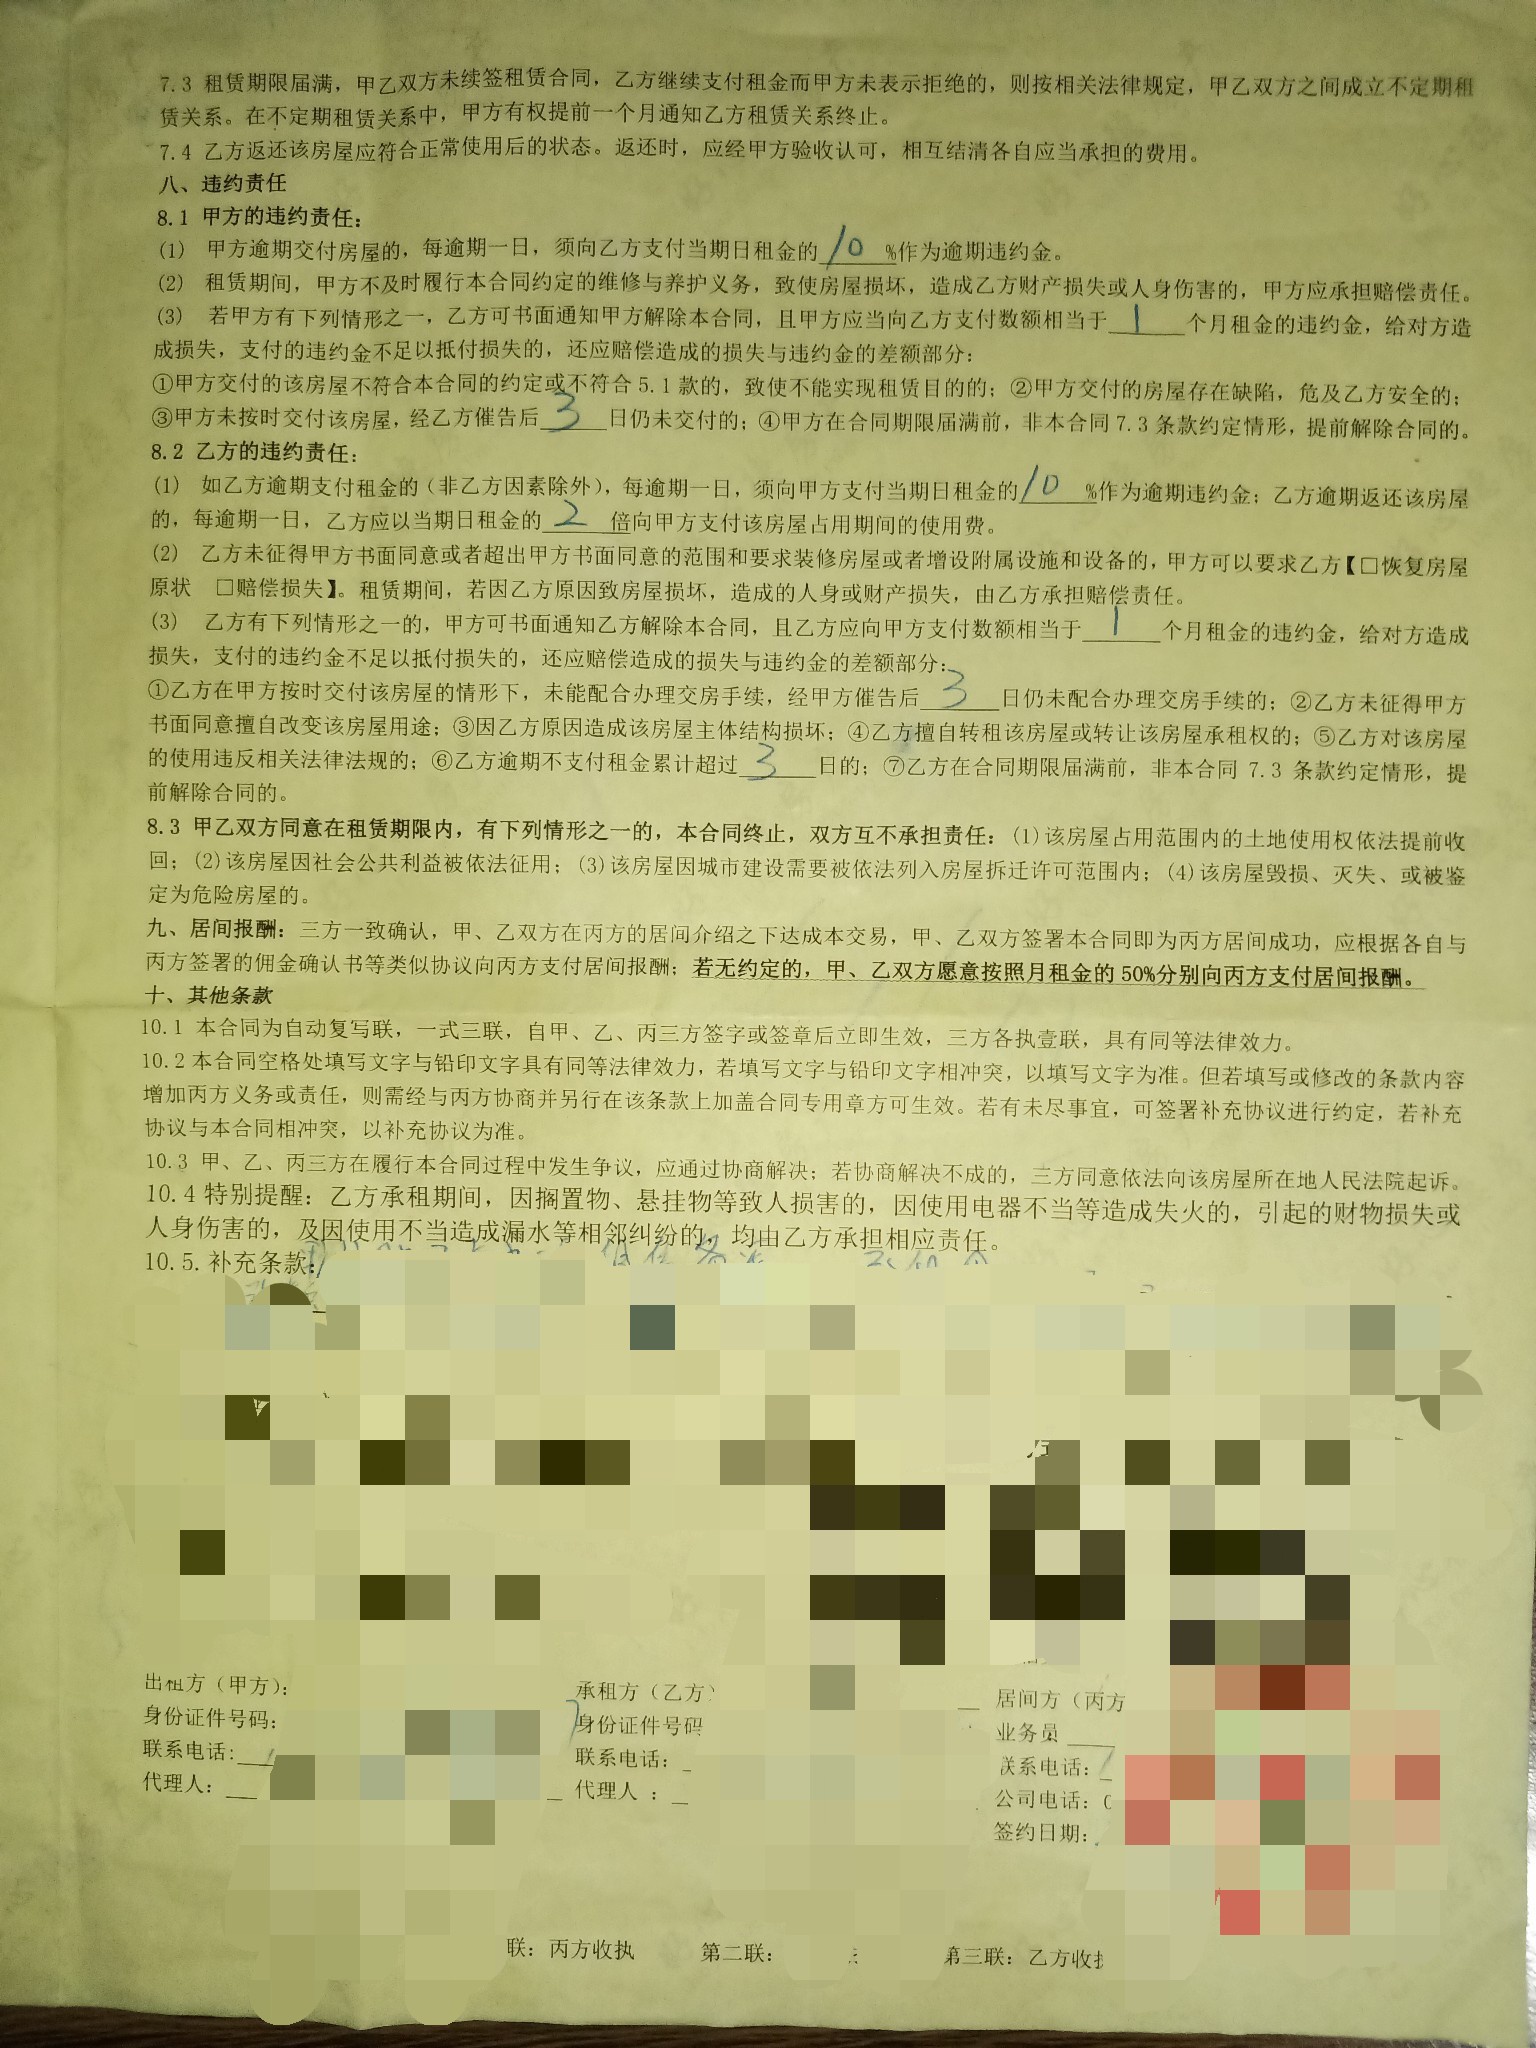 7.3 租赁期限届满，甲乙双方未续签租赁合同，乙方继续支付租金而甲方未表示拒绝的，则按相关法律规定，甲乙双方之间成立不定期租
赁关系。在不定期租赁关系中，甲方有权提前一个月通知乙方租赁关系终止。
7.4 乙方返还该房屋应符合正常使用后的状态。返还时，应经甲方验收认可，相互结清各自应当承担的费用。
八、违约责任
8.1 甲方的违约责任：
(1) 甲方逾期交付房屋的，每逾期一日，须向乙方支付当期日租金的10%作为逾期违约金。
(2) 租赁期间，甲方不及时履行本合同约定的维修与养护义务，致使房屋损坏，造成乙方财产损失或人身伤害的，甲方应承担赔偿责任。
(3) 若甲方有下列情形之一，乙方可书面通知甲方解除本合同，且甲方应当向乙方支付数额相当于 1 个月租金的违约金，给对方造
成损失，支付的违约金不足以抵付损失的，还应赔偿造成的损失与违约金的差额部分：
①甲方交付的该房屋不符合本合同的约定或不符合5.1款的，致使不能实现租赁目的的；②甲方交付的房屋存在缺陷，危及乙方安全的；
③甲方未按时交付该房屋，经乙方催告后 3 日仍未交付的；④甲方在合同期限届满前，非本合同7.3条款约定情形，提前解除合同的。
8.2 乙方的违约责任：
(1) 如乙方逾期支付租金的（非乙方因素除外），每逾期一日，须向甲方支付当期日租金的10%作为逾期违约金；乙方逾期返还该房屋
的，每逾期一日，乙方应以当期日租金的 2 倍向甲方支付该房屋占用期间的使用费。
(2) 乙方未征得甲方书面同意或者超出甲方书面同意的范围和要求装修房屋或者增设附属设施和设备的，甲方可以要求乙方【□恢复房屋
原状 □赔偿损失】。租赁期间，若因乙方原因致房屋损坏，造成的人身或财产损失，由乙方承担赔偿责任。
(3) 乙方有下列情形之一的，甲方可书面通知乙方解除本合同，且乙方应向甲方支付数额相当于 1 个月租金的违约金，给对方造成
损失，支付的违约金不足以抵付损失的，还应赔偿造成的损失与违约金的差额部分：
①乙方在甲方按时交付该房屋的情形下，未能配合办理交房手续，经甲方催告后 3 日仍未配合办理交房手续的；②乙方未征得甲方
书面同意擅自改变该房屋用途；③因乙方原因造成该房屋主体结构损坏；④乙方擅自转租该房屋或转让该房屋承租权的；⑤乙方对该房屋
的使用违反相关法律法规的；⑥乙方逾期不支付租金累计超过 3 日的；⑦乙方在合同期限届满前，非本合同 7.3 条款约定情形，提
前解除合同的。
8.3 甲乙双方同意在租赁期限内，有下列情形之一的，本合同终止，双方互不承担责任：(1)该房屋占用范围内的土地使用权依法提前收
回；(2)该房屋因社会公共利益被依法征用；(3)该房屋因城市建设需要被依法列入房屋拆迁许可范围内；(4)该房屋毁损、灭失、或被鉴
定为危险房屋的。
九、居间报酬：三方一致确认，甲、乙双方在丙方的居间介绍之下达成本交易，甲、乙双方签署本合同即为丙方居间成功，应根据各自与
丙方签署的佣金确认书等类似协议向丙方支付居间报酬；若无约定的，甲、乙双方愿意按照月租金的50%分别向丙方支付居间报酬。
十、其他条款
10.1 本合同为自动复写联，一式三联，自甲、乙、丙三方签字或签章后立即生效，三方各执壹联，具有同等法律效力。
10.2 本合同空格处填写文字与铅印文字具有同等法律效力，若填写文字与铅印文字相冲突，以填写文字为准。但若填写或修改的条款内容
增加丙方义务或责任，则需经与丙方协商并另行在该条款上加盖合同专用章方可生效。若有未尽事宜，可签署补充协议进行约定，若补充
协议与本合同相冲突，以补充协议为准。
10.3 甲、乙、丙三方在履行本合同过程中发生争议，应通过协商解决；若协商解决不成的，三方同意依法向该房屋所在地人民法院起诉。
10.4 特别提醒：乙方承租期间，因搁置物、悬挂物等致人损害的，因使用电器不当等造成失火的，引起的财物损失或
人身伤害的，及因使用不当造成漏水等相邻纠纷的，均由乙方承担相应责任。
10.5.补充条款：
出租方（甲方）： 承租方（乙方） 居间方（丙方
身份证件号码： 身份证件号码 业务员
联系电话： 联系电话： 联系电话：
代理人： 代理人 ： 公司电话：
签约日期：
联：丙方收执 第二联： 第三联：乙方收执